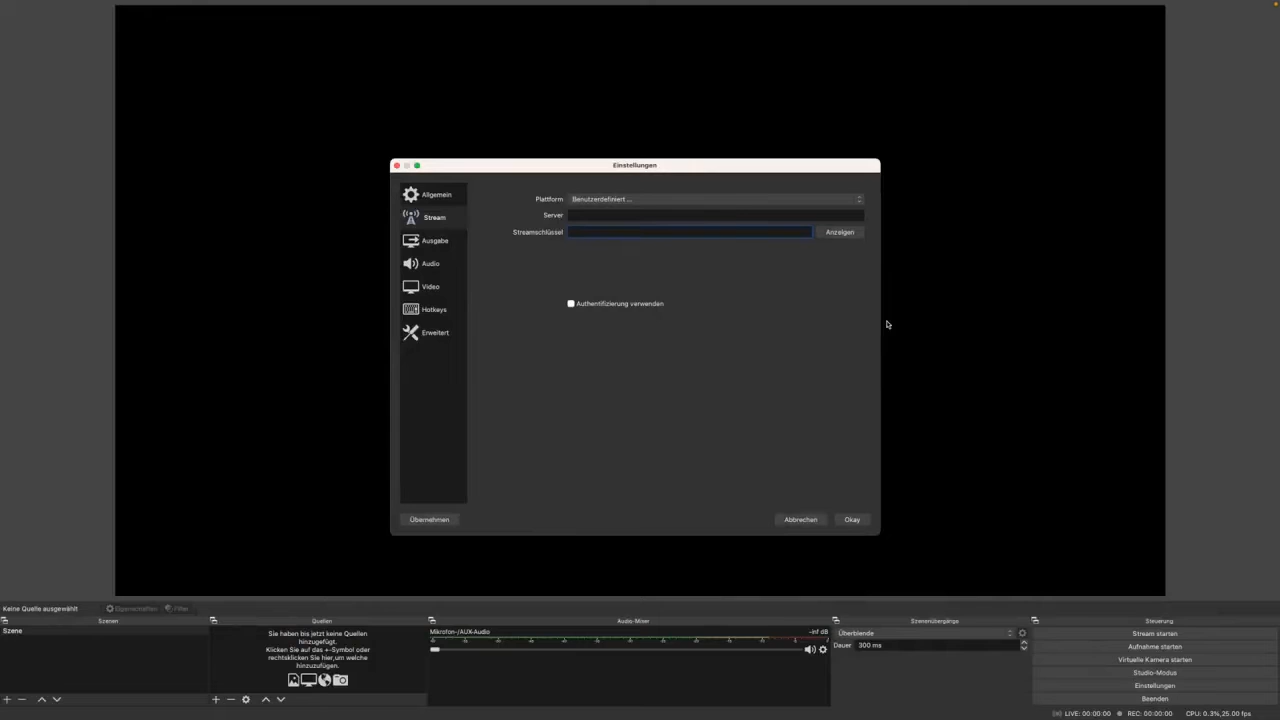 Einstellungen
Allgemein
Stream
Ausgabe
Audio
Video
Hotkeys
Erweitert
Plattform
Benutzerdefiniert ...
Server
Streamschlüssel
Anzeigen
Authentifizierung verwenden
Übernehmen
Abbrechen
Okay
Keine Quelle ausgewählt
Eigenschaften
Filter
Szenen
Szene
Quellen
Sie haben bis jetzt keine Quellen
hinzugefügt.
Klicken Sie auf das +-Symbol oder
rechtsklicken Sie hier,um welche
hinzuzufügen.
Audio-Mixer
Mikrofon-/AUX-Audio
-inf dB
Szenenübergänge
Überblende
Dauer 300 ms
Steuerung
Stream starten
Aufnahme starten
Virtuelle Kamera starten
Studio-Modus
Einstellungen
Beenden
LIVE: 00:00:00
REC: 00:00:00
CPU: 0.3%,25.00 fps